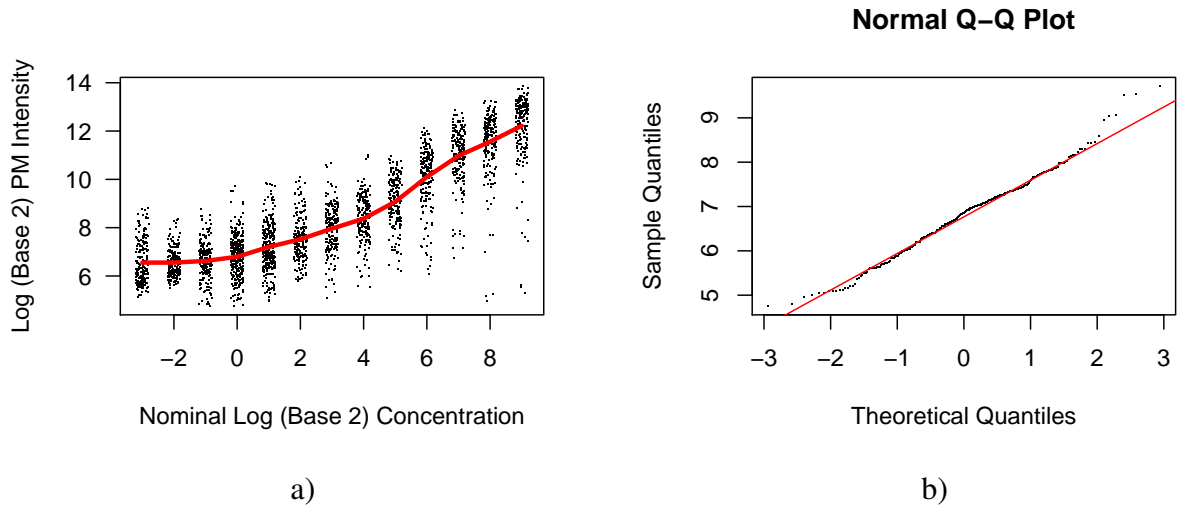 Normal Q−Q Plot
Log (Base 2) PM Intensity
14
12
10
8
6
−2 0 2 4 6 8
Nominal Log (Base 2) Concentration
a)
Sample Quantiles
9
8
7
6
5
−3 −2 −1 0 1 2 3
Theoretical Quantiles
b)